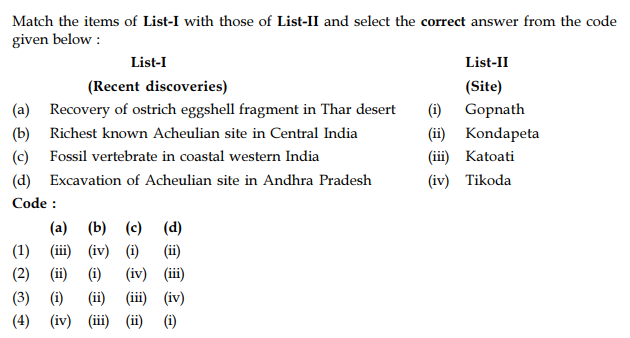 Match the items of List-I with those of List-II and select the correct answer from the code
given below :
List-I List-II
(Recent discoveries) (Site)
(a) Recovery of ostrich eggshell fragment in Thar desert (i) Gopnath
(b) Richest known Acheulian site in Central India (ii) Kondapeta
(c) Fossil vertebrate in coastal western India (iii) Katoati
(d) Excavation of Acheulian site in Andhra Pradesh (iv) Tikoda
Code :
(a) (b) (c) (d)
(1) (iii) (iv) (i) (ii)
(2) (ii) (i) (iv) (iii)
(3) (i) (ii) (iii) (iv)
(4) (iv) (iii) (ii) (i)